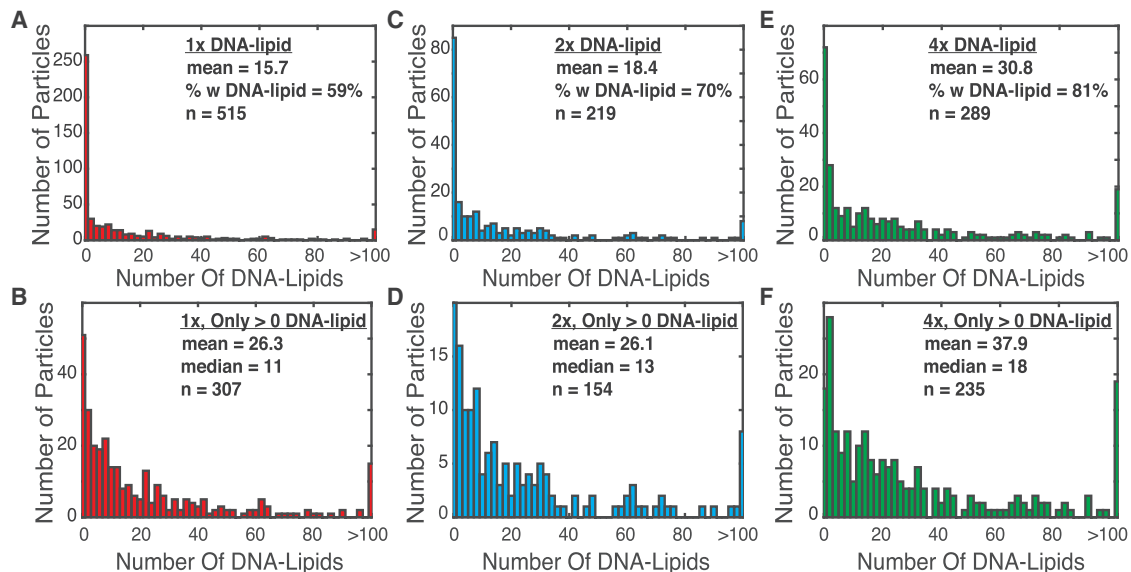 A
1x DNA-lipid
mean = 15.7
% w DNA-lipid = 59%
n = 515
Number of Particles
250
200
150
100
50
0
0 20 40 60 80 >100
Number Of DNA-Lipids
C
2x DNA-lipid
mean = 18.4
% w DNA-lipid = 70%
n = 219
Number of Particles
80
60
40
20
0
0 20 40 60 80 >100
Number Of DNA-Lipids
E
4x DNA-lipid
mean = 30.8
% w DNA-lipid = 81%
n = 289
Number of Particles
60
40
20
0
0 20 40 60 80 >100
Number Of DNA-Lipids
B
1x, Only > 0 DNA-lipid
mean = 26.3
median = 11
n = 307
Number of Particles
40
20
0
0 20 40 60 80 >100
Number Of DNA-Lipids
D
2x, Only > 0 DNA-lipid
mean = 26.1
median = 13
n = 154
Number of Particles
15
10
5
0
0 20 40 60 80 >100
Number Of DNA-Lipids
F
4x, Only > 0 DNA-lipid
mean = 37.9
median = 18
n = 235
Number of Particles
20
10
0
0 20 40 60 80 >100
Number Of DNA-Lipids